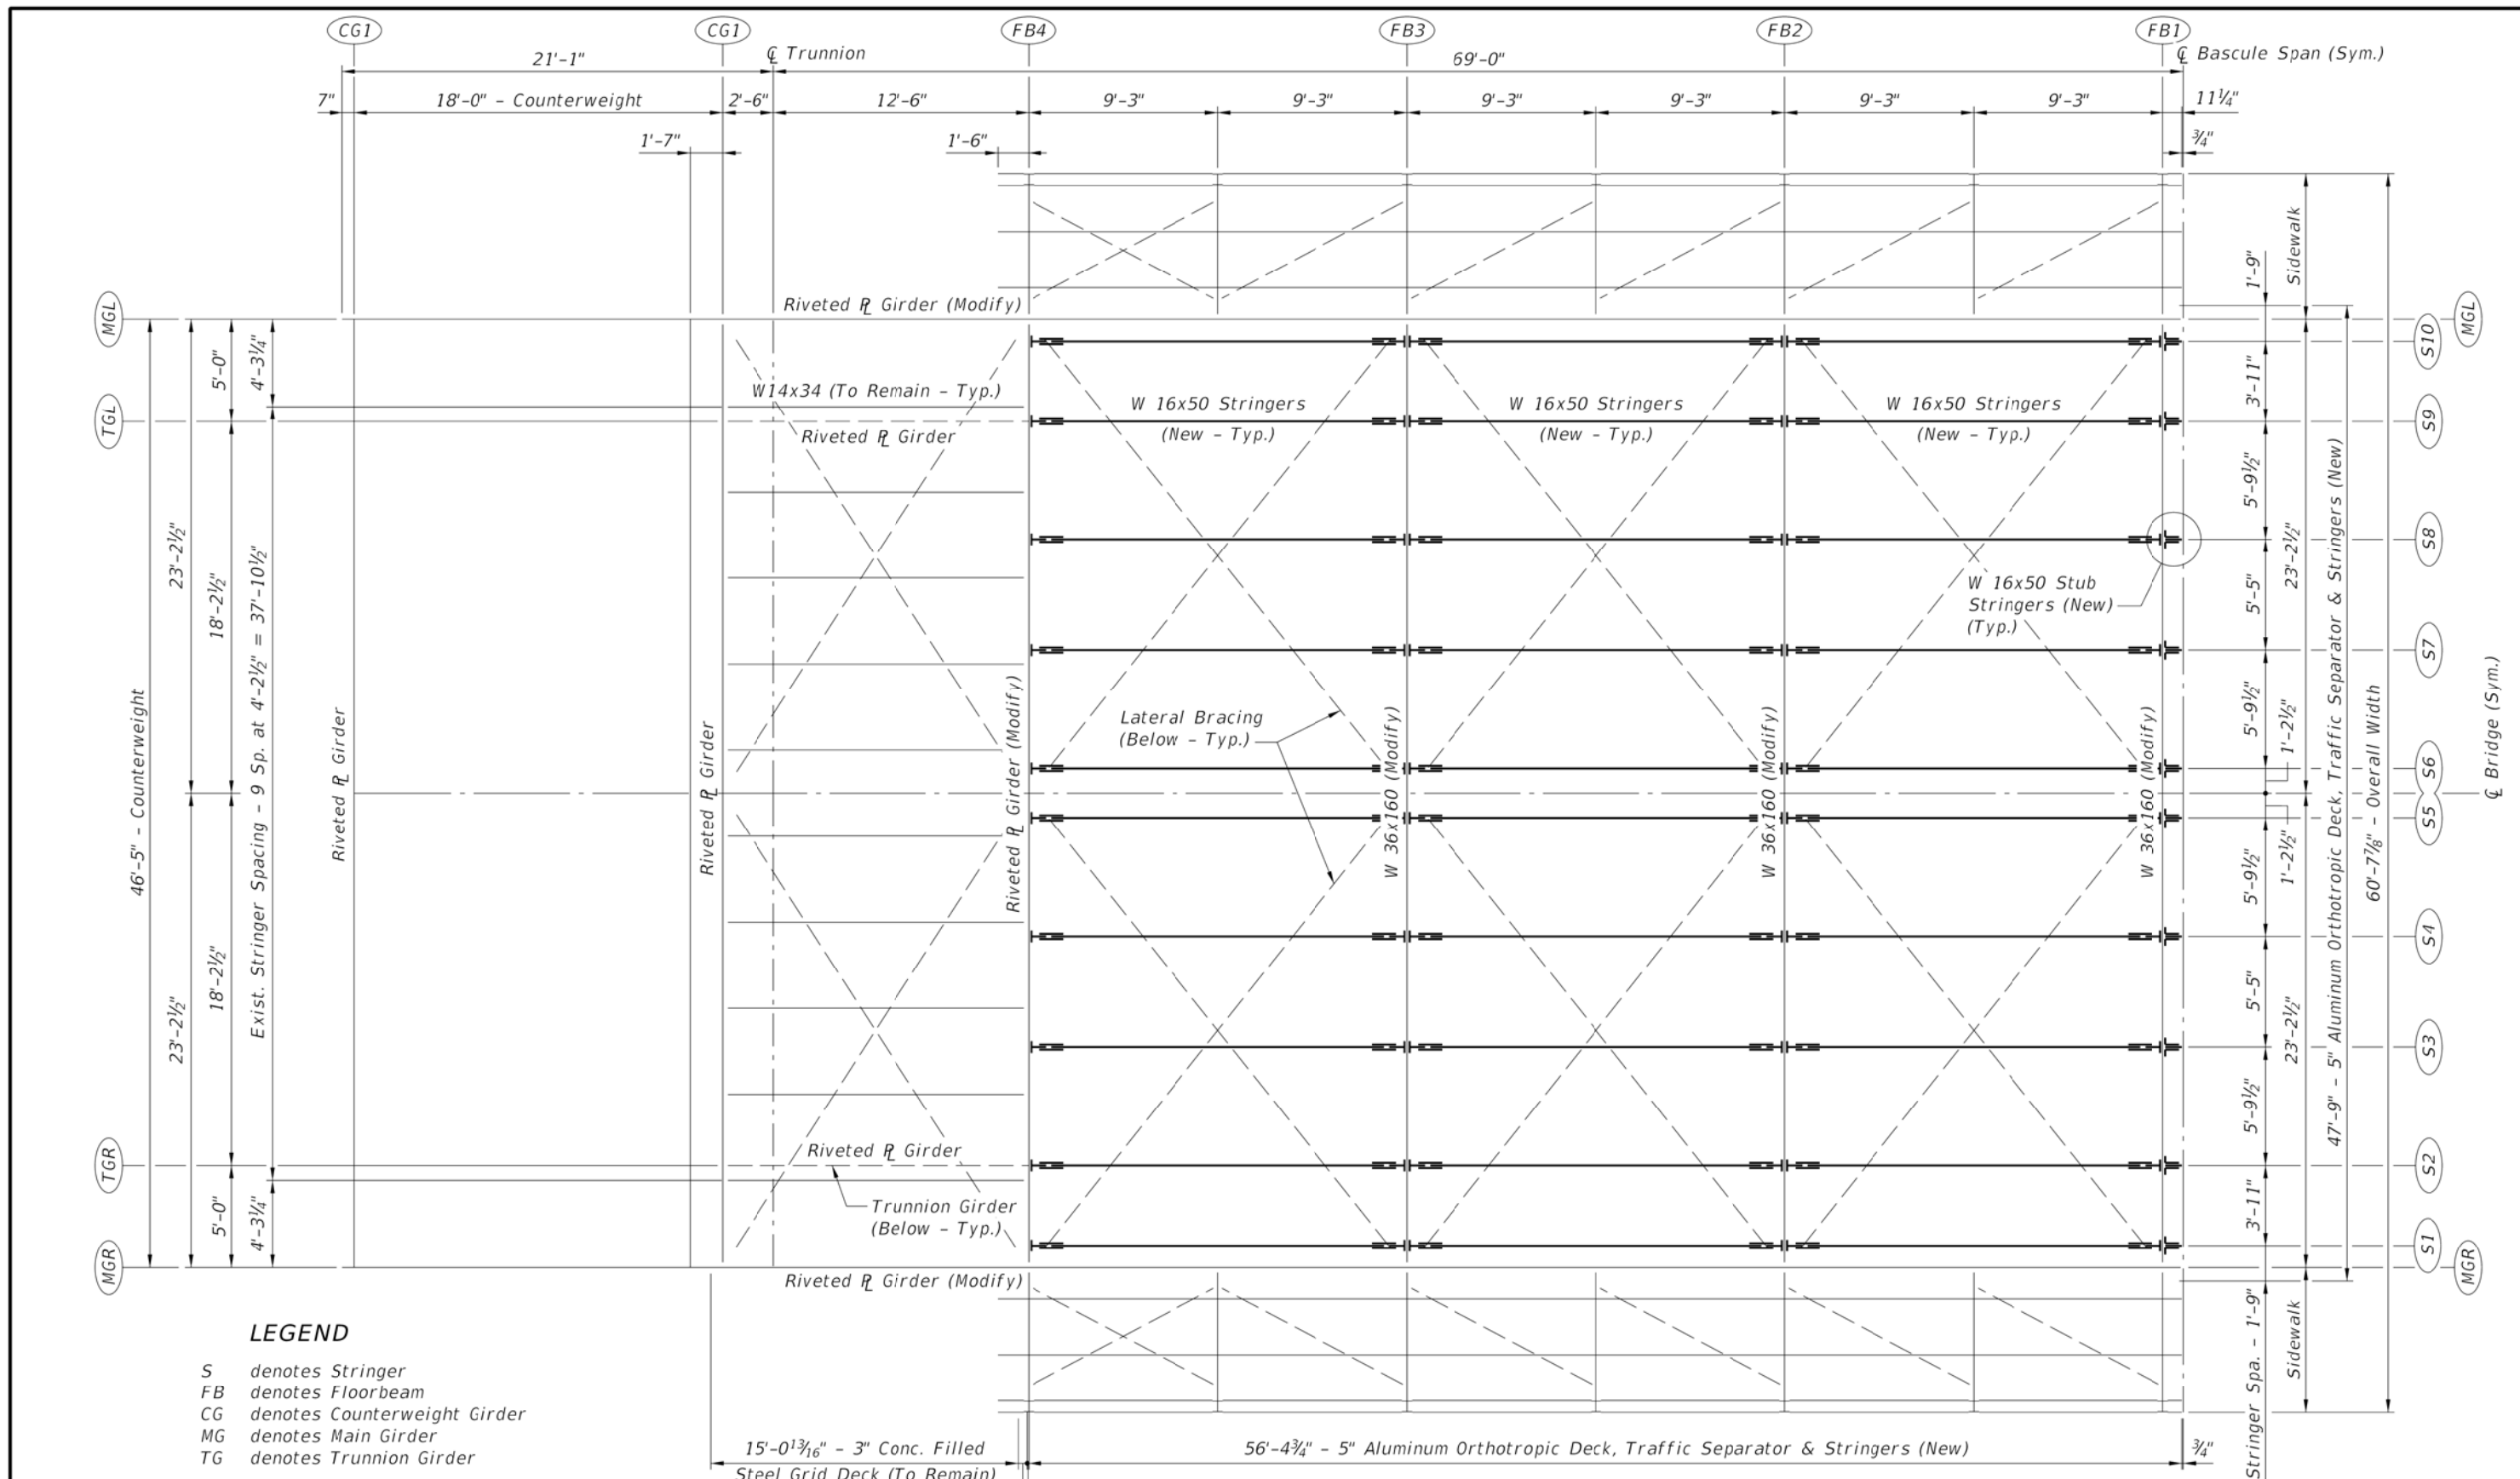 CG1 CG1 FB4 FB3 FB2 FB1
℄ Trunnion
℄ Bascule Span (Sym.)
21'-1" 69'-0"
7" 18'-0" - Counterweight 2'-6" 12'-6" 9'-3" 9'-3" 9'-3" 9'-3" 9'-3" 9'-3" 11¼"
1'-7" 1'-6" ¾"
Sidewalk
1'-9"
MGL
Riveted ℙ Girder (Modify)
MGL
S10
5'-0"
4'-3¼"
3'-11"
W14x34 (To Remain - Typ.)
W 16x50 Stringers
(New - Typ.)
W 16x50 Stringers
(New - Typ.)
W 16x50 Stringers
(New - Typ.)
TGL
Riveted ℙ Girder
S9
5'-9½"
S8
23'-2½"
18'-2½"
23'-2½"
5'-5"
W 16x50 Stub
Stringers (New)
(Typ.)
S7
5'-9½"
1'-2½"
Lateral Bracing
(Below - Typ.)
46'-5" - Counterweight
Exist. Stringer Spacing - 9 Sp. at 4'-2½" = 37'-10½"
Riveted ℙ Girder
Riveted ℙ Girder
Riveted ℙ Girder (Modify)
W 36x160 (Modify)
W 36x160 (Modify)
W 36x160 (Modify)
47'-9" - 5" Aluminum Orthotropic Deck, Traffic Separator & Stringers (New)
60'-7⅞" - Overall Width
℄ Bridge (Sym.)
S6
S5
1'-2½"
5'-9½"
S4
23'-2½"
18'-2½"
5'-5"
23'-2½"
S3
5'-9½"
TGR
Riveted ℙ Girder
S2
5'-0"
4'-3¼"
Trunnion Girder
(Below - Typ.)
3'-11"
S1
MGR
Riveted ℙ Girder (Modify)
MGR
Stringer Spa. - 1'-9"
Sidewalk
LEGEND
S denotes Stringer
FB denotes Floorbeam
CG denotes Counterweight Girder
MG denotes Main Girder
TG denotes Trunnion Girder
15'-0¹³⁄₁₆" - 3" Conc. Filled
Steel Grid Deck (To Remain)
56'-4¾" - 5" Aluminum Orthotropic Deck, Traffic Separator & Stringers (New)
¾"